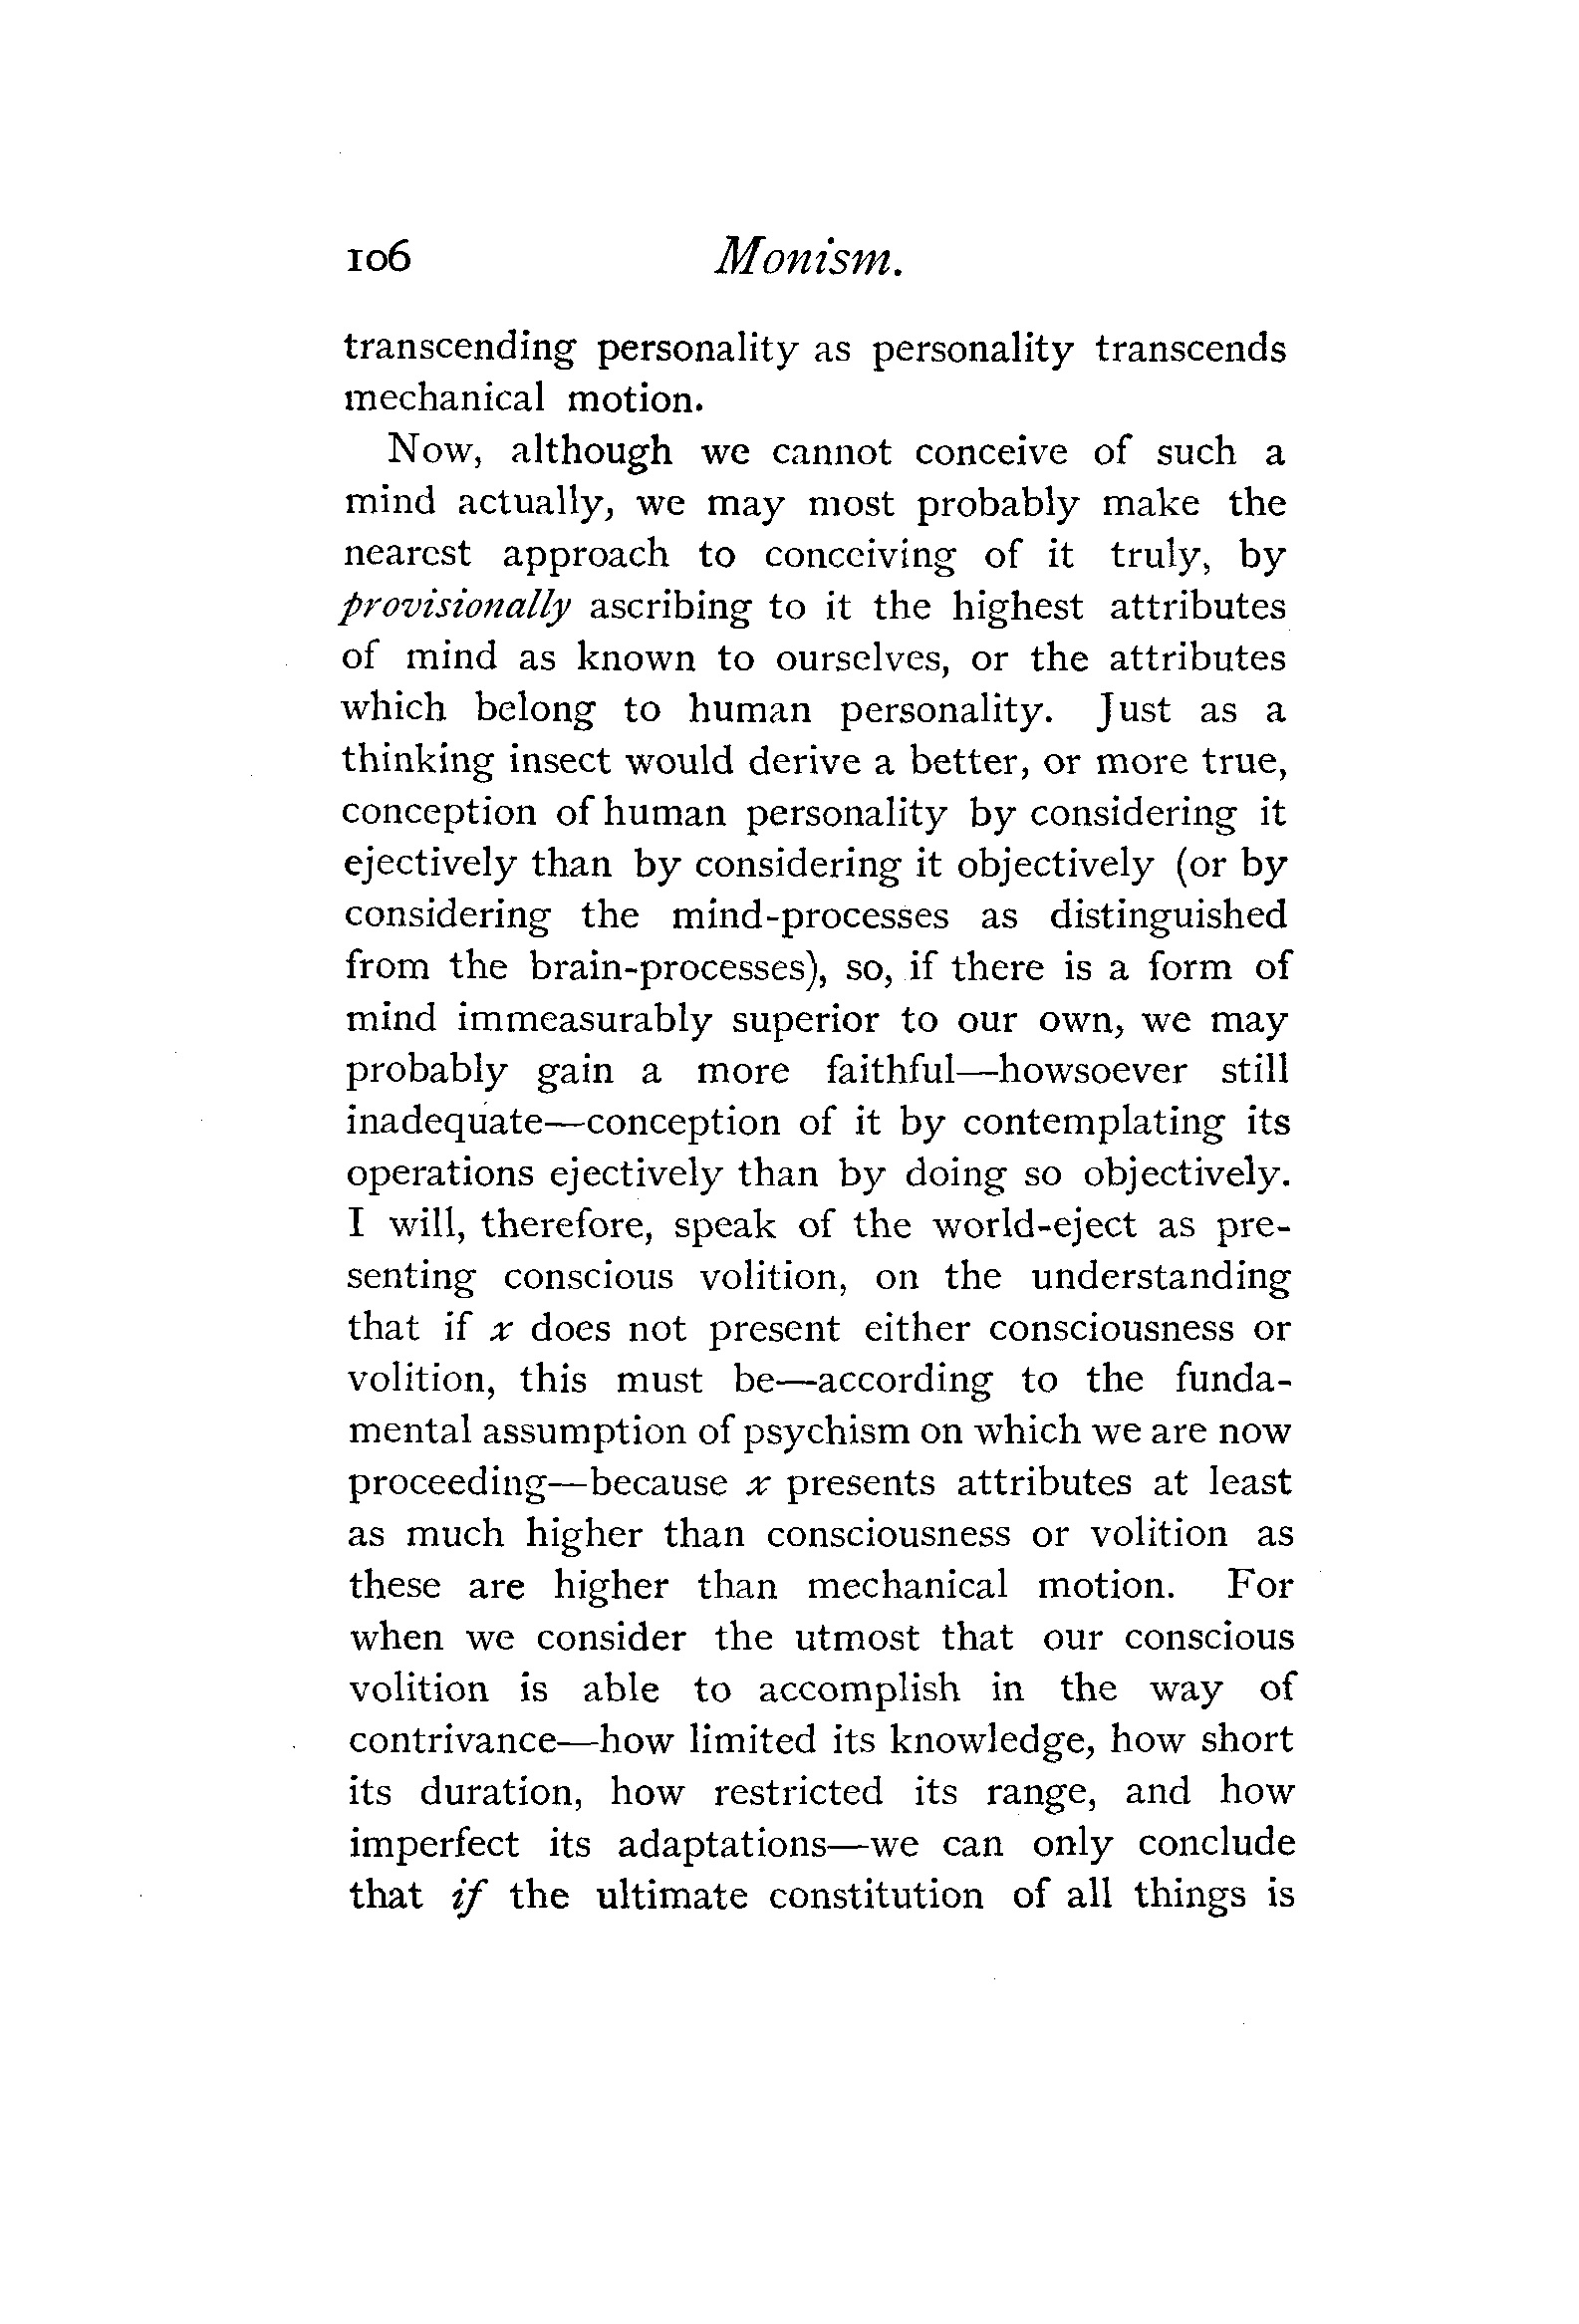 106 Monism.
transcending personality as personality transcends
mechanical motion.
Now, although we cannot conceive of such a
mind actually, we may most probably make the
nearest approach to conceiving of it truly, by
provisionally ascribing to it the highest attributes
of mind as known to ourselves, or the attributes
which belong to human personality. Just as a
thinking insect would derive a better, or more true,
conception of human personality by considering it
ejectively than by considering it objectively (or by
considering the mind-processes as distinguished
from the brain-processes), so, if there is a form of
mind immeasurably superior to our own, we may
probably gain a more faithful—howsoever still
inadequate—conception of it by contemplating its
operations ejectively than by doing so objectively.
I will, therefore, speak of the world-eject as pre-
senting conscious volition, on the understanding
that if x does not present either consciousness or
volition, this must be—according to the funda-
mental assumption of psychism on which we are now
proceeding—because x presents attributes at least
as much higher than consciousness or volition as
these are higher than mechanical motion. For
when we consider the utmost that our conscious
volition is able to accomplish in the way of
contrivance—how limited its knowledge, how short
its duration, how restricted its range, and how
imperfect its adaptations—we can only conclude
that if the ultimate constitution of all things is